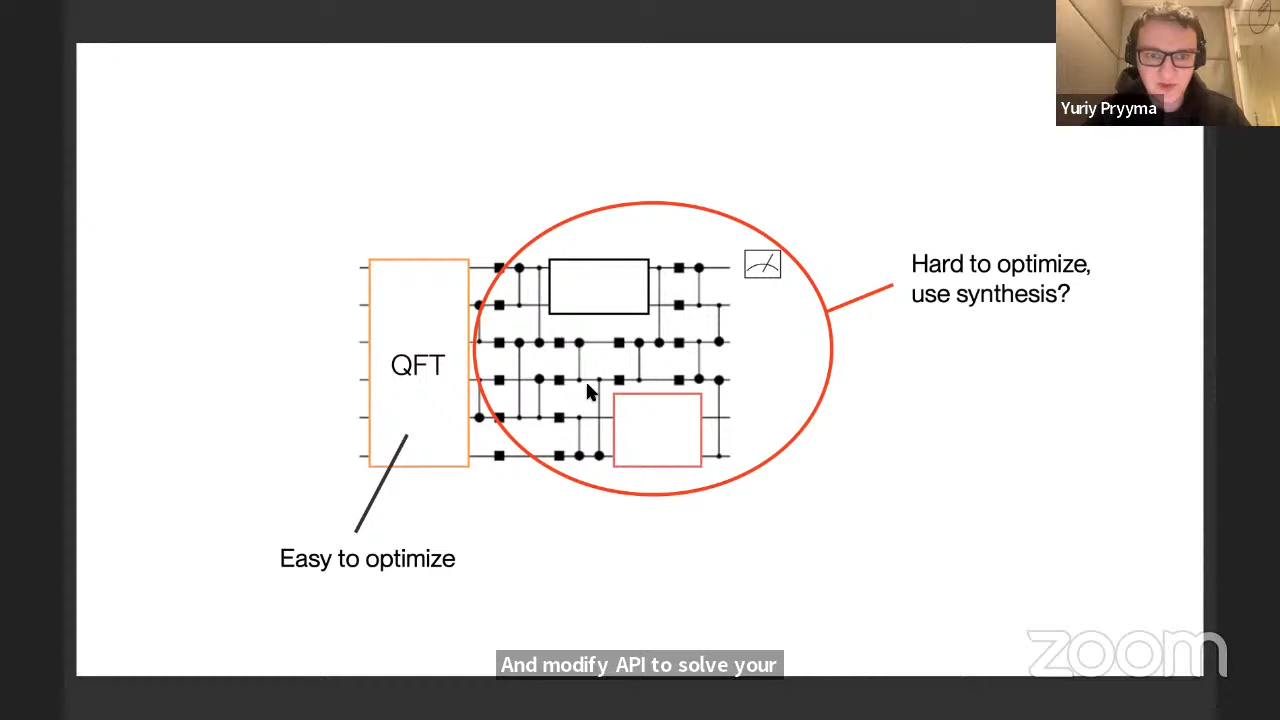 Yuriy Pryyma
Hard to optimize,
use synthesis?
QFT
Easy to optimize
And modify API to solve your
zoom